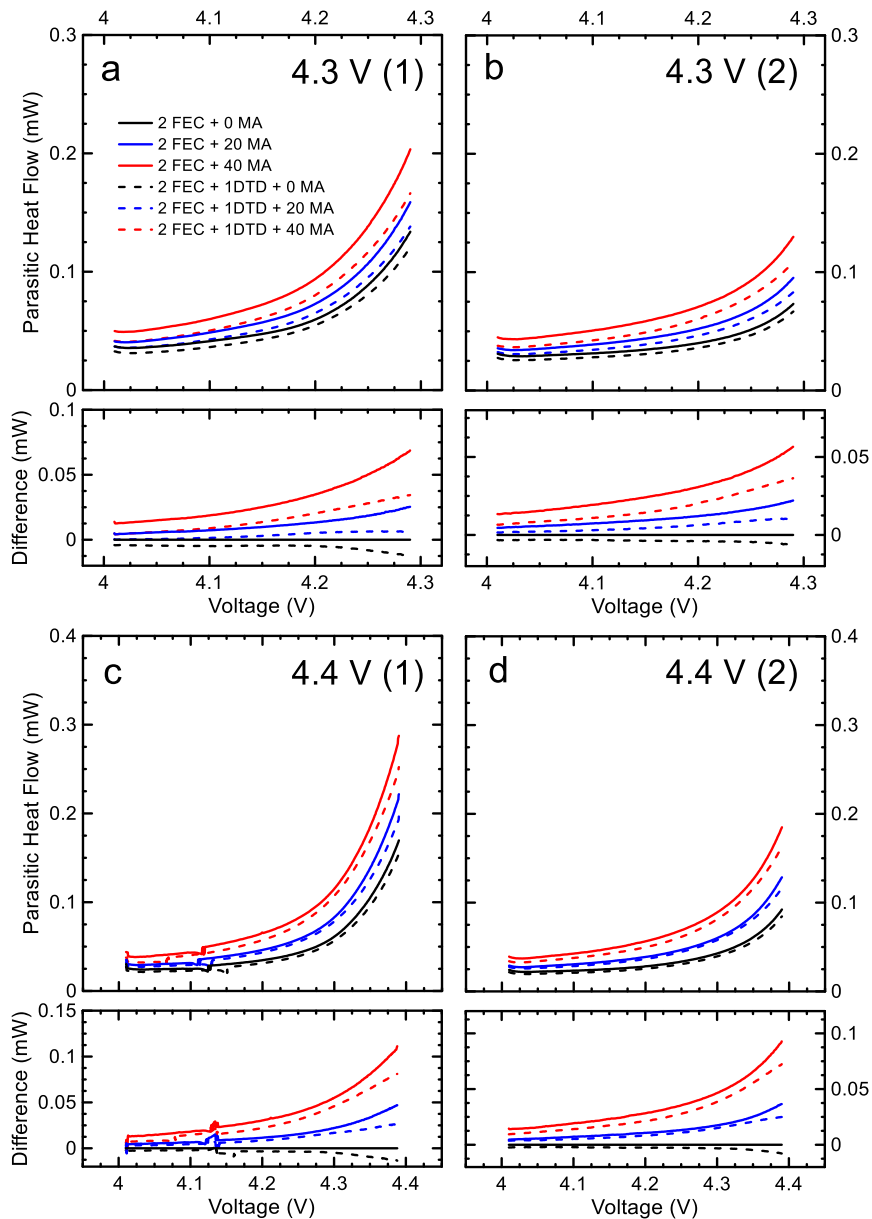 4 4.1 4.2 4.3 4 4.1 4.2 4.3
a 4.3 V (1)
b 4.3 V (2)
Parasitic Heat Flow (mW)
0.3
0.2
0.1
0
2 FEC + 0 MA
2 FEC + 20 MA
2 FEC + 40 MA
2 FEC + 1DTD + 0 MA
2 FEC + 1DTD + 20 MA
2 FEC + 1DTD + 40 MA
0.3
0.2
0.1
0
Difference (mW)
0.1
0.05
0
0.05
0
4 4.1 4.2 4.3 4 4.1 4.2 4.3
Voltage (V) Voltage (V)
c 4.4 V (1)
d 4.4 V (2)
Parasitic Heat Flow (mW)
0.4
0.3
0.2
0.1
0
0.4
0.3
0.2
0.1
0
Difference (mW)
0.15
0.1
0.05
0
0.1
0.05
0
4 4.1 4.2 4.3 4.4 4 4.1 4.2 4.3 4.4
Voltage (V) Voltage (V)